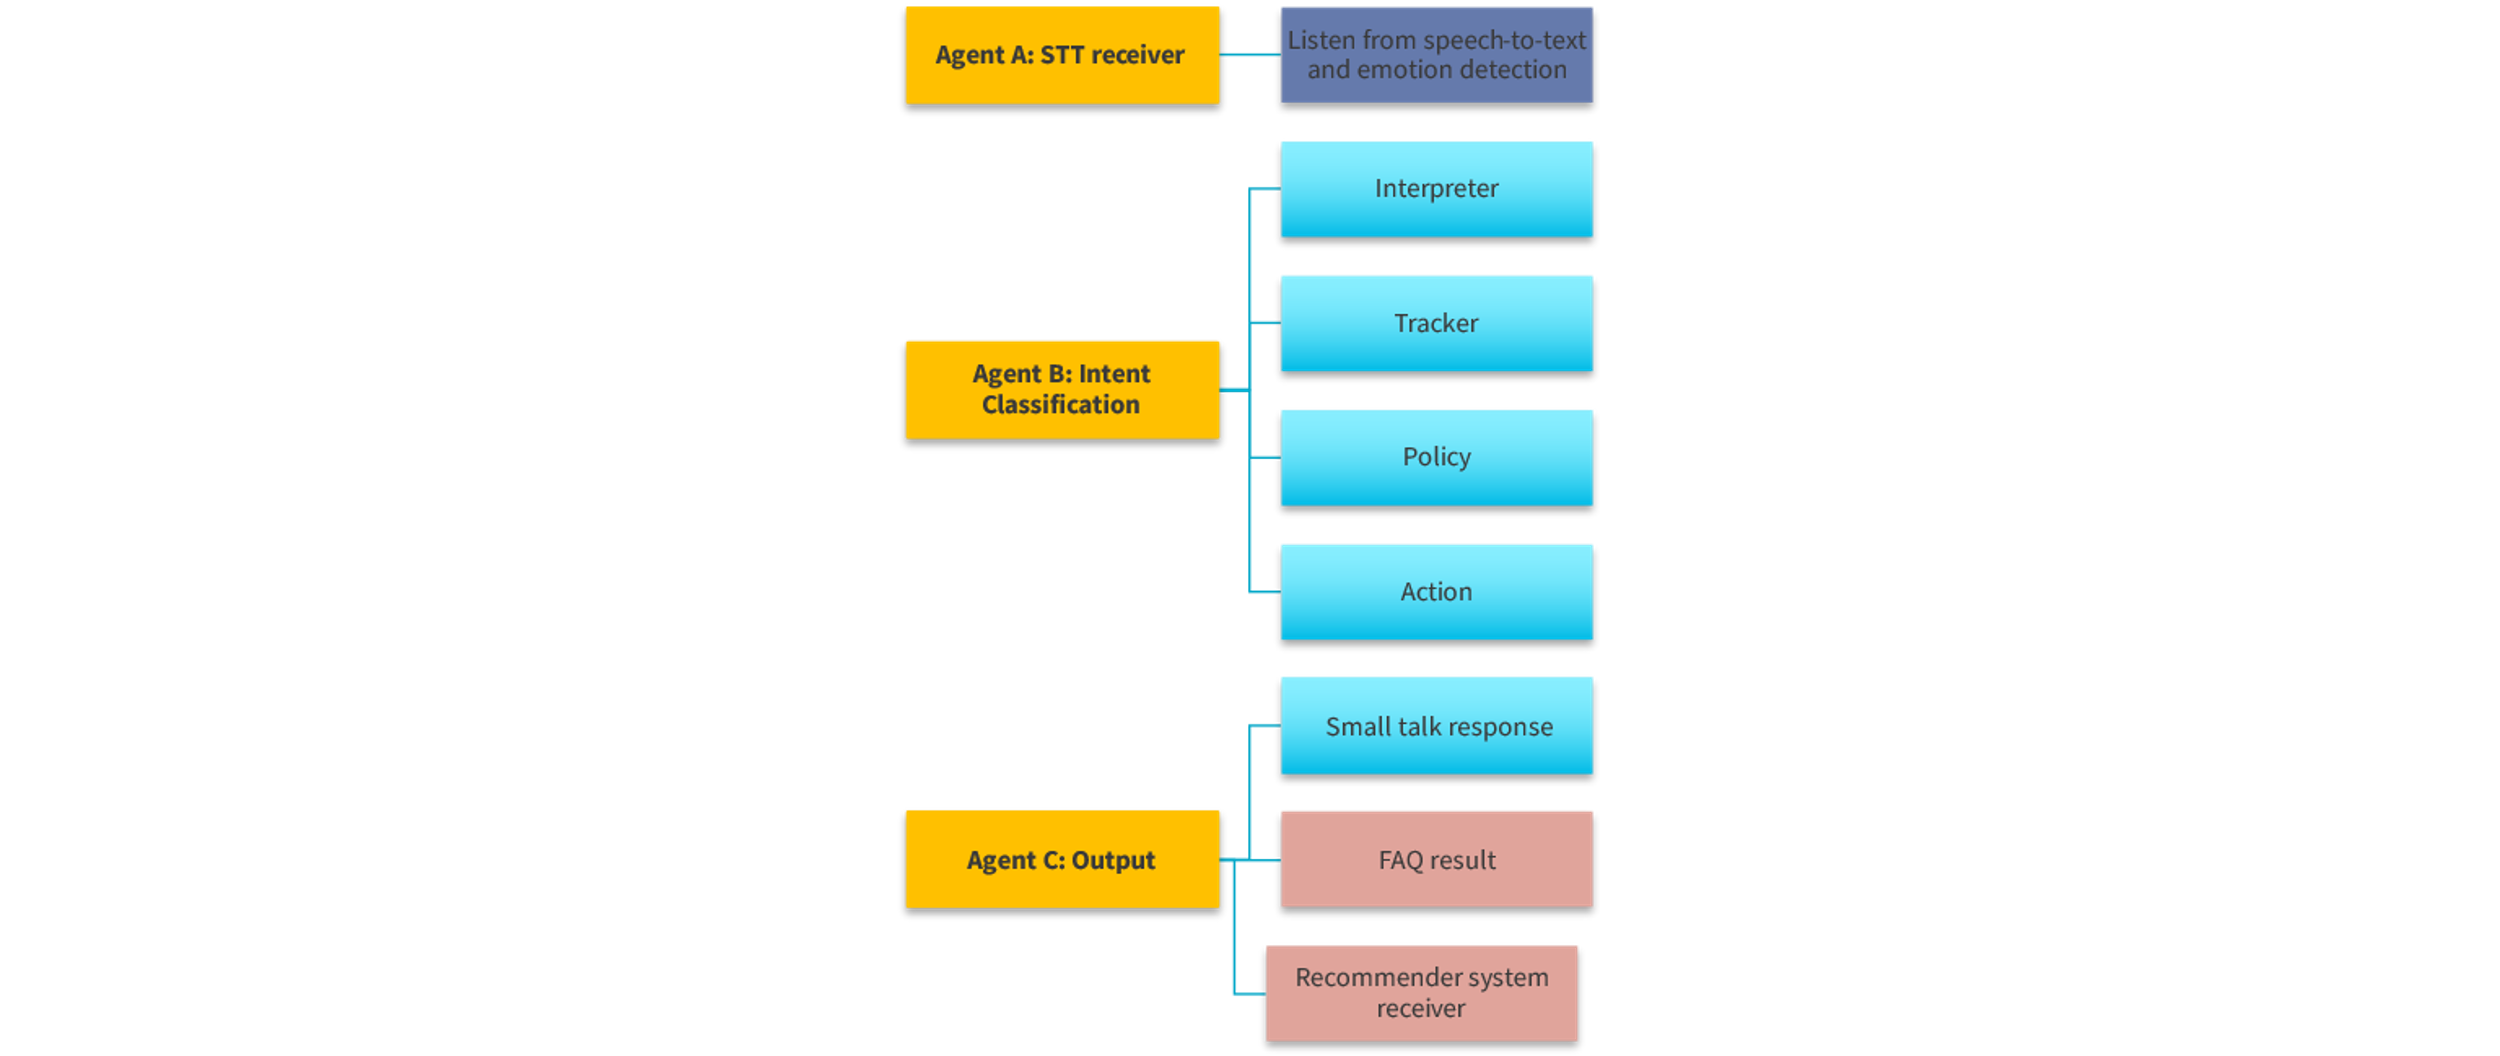 Agent A: STT receiver
Listen from speech-to-text
and emotion detection
Interpreter
Tracker
Agent B: Intent
Classification
Policy
Action
Small talk response
Agent C: Output
FAQ result
Recommender system
receiver